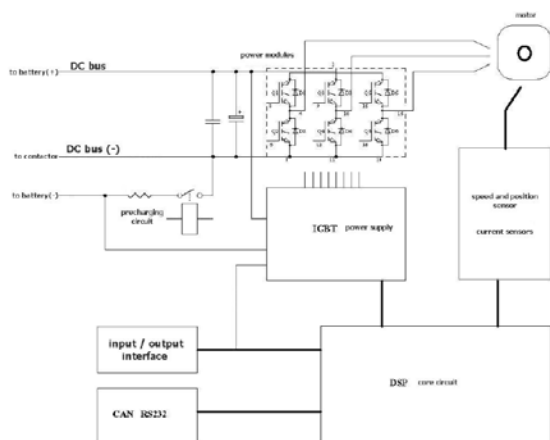 motor
DC bus
power modules
to battery(+)
to contactor
DC bus (-)
to battery(-)
precharging
circuit
IGBT power supply
speed and position
sensor
current sensors
input / output
interface
DSP core circuit
CAN RS232